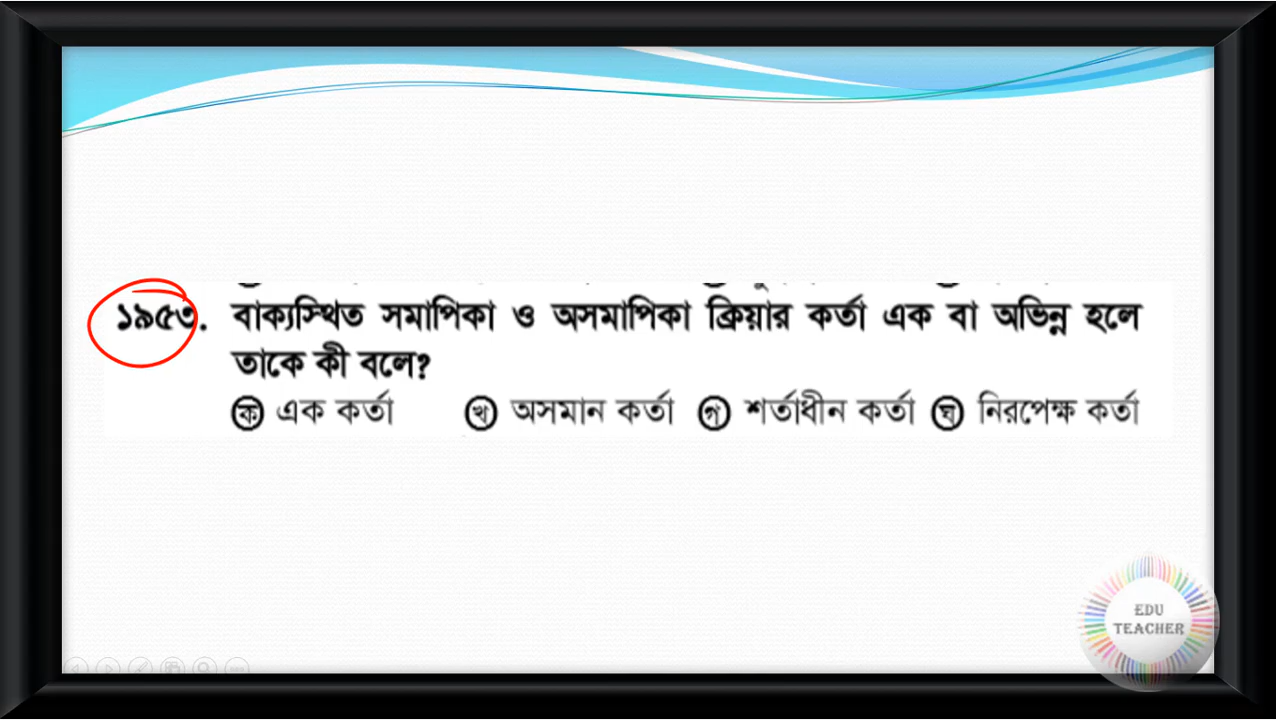 ১৯৫৩. বাক্যস্থিত সমাপিকা ও অসমাপিকা ক্রিয়ার কর্তা এক বা অভিন্ন হলে
তাকে কী বলে?
ক এক কর্তা খ অসমান কর্তা গ শর্তাধীন কর্তা ঘ নিরপেক্ষ কর্তা
EDU
TEACHER